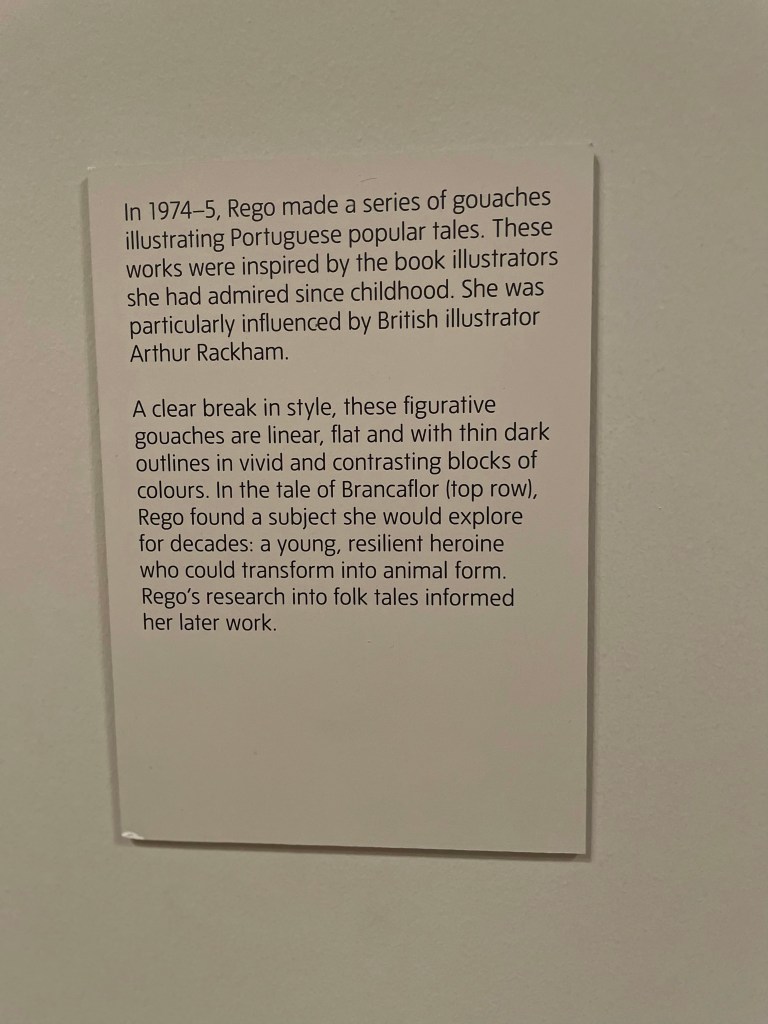 In 1974–5, Rego made a series of gouaches
illustrating Portuguese popular tales. These
works were inspired by the book illustrators
she had admired since childhood. She was
particularly influenced by British illustrator
Arthur Rackham.
A clear break in style, these figurative
gouaches are linear, flat and with thin dark
outlines in vivid and contrasting blocks of
colours. In the tale of Brancaflor (top row),
Rego found a subject she would explore
for decades: a young, resilient heroine
who could transform into animal form.
Rego’s research into folk tales informed
her later work.